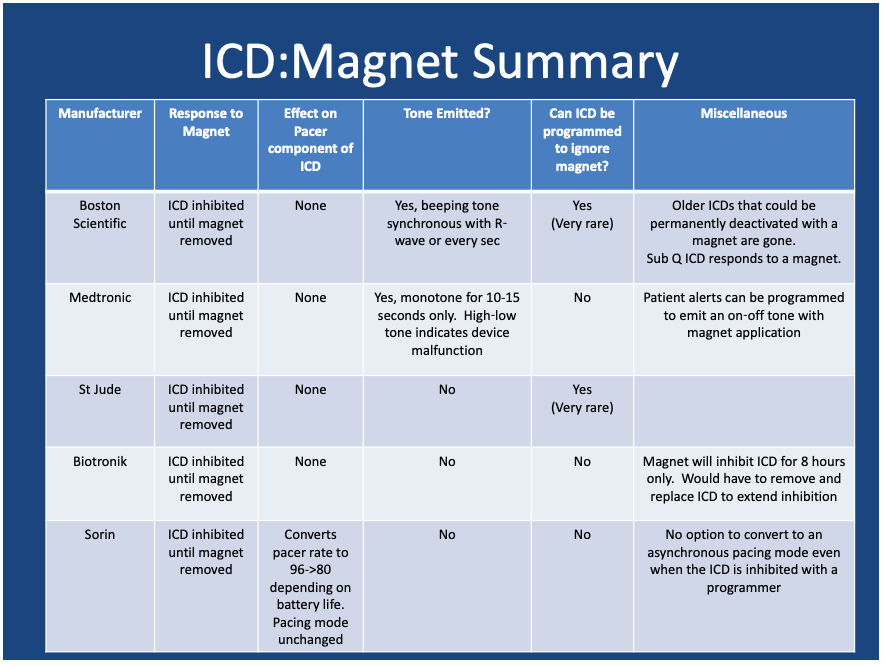 ICD:Magnet Summary
Manufacturer
Response to
Magnet
Effect on
Pacer
component of
ICD
Tone Emitted?
Can ICD be
programmed
to ignore
magnet?
Miscellaneous
Boston
Scientific
ICD inhibited
until magnet
removed
None
Yes, beeping tone
synchronous with R-
wave or every sec
Yes
(Very rare)
Older ICDs that could be
permanently deactivated with a
magnet are gone.
Sub Q ICD responds to a magnet.
Medtronic
ICD inhibited
until magnet
removed
None
Yes, monotone for 10-15
seconds only. High-low
tone indicates device
malfunction
No
Patient alerts can be programmed
to emit an on-off tone with
magnet application
St Jude
ICD inhibited
until magnet
removed
None
No
Yes
(Very rare)
Biotronik
ICD inhibited
until magnet
removed
None
No
No
Magnet will inhibit ICD for 8 hours
only. Would have to remove and
replace ICD to extend inhibition
Sorin
ICD inhibited
until magnet
removed
Converts
pacer rate to
96->80
depending on
battery life.
Pacing mode
unchanged
No
No
No option to convert to an
asynchronous pacing mode even
when the ICD is inhibited with a
programmer